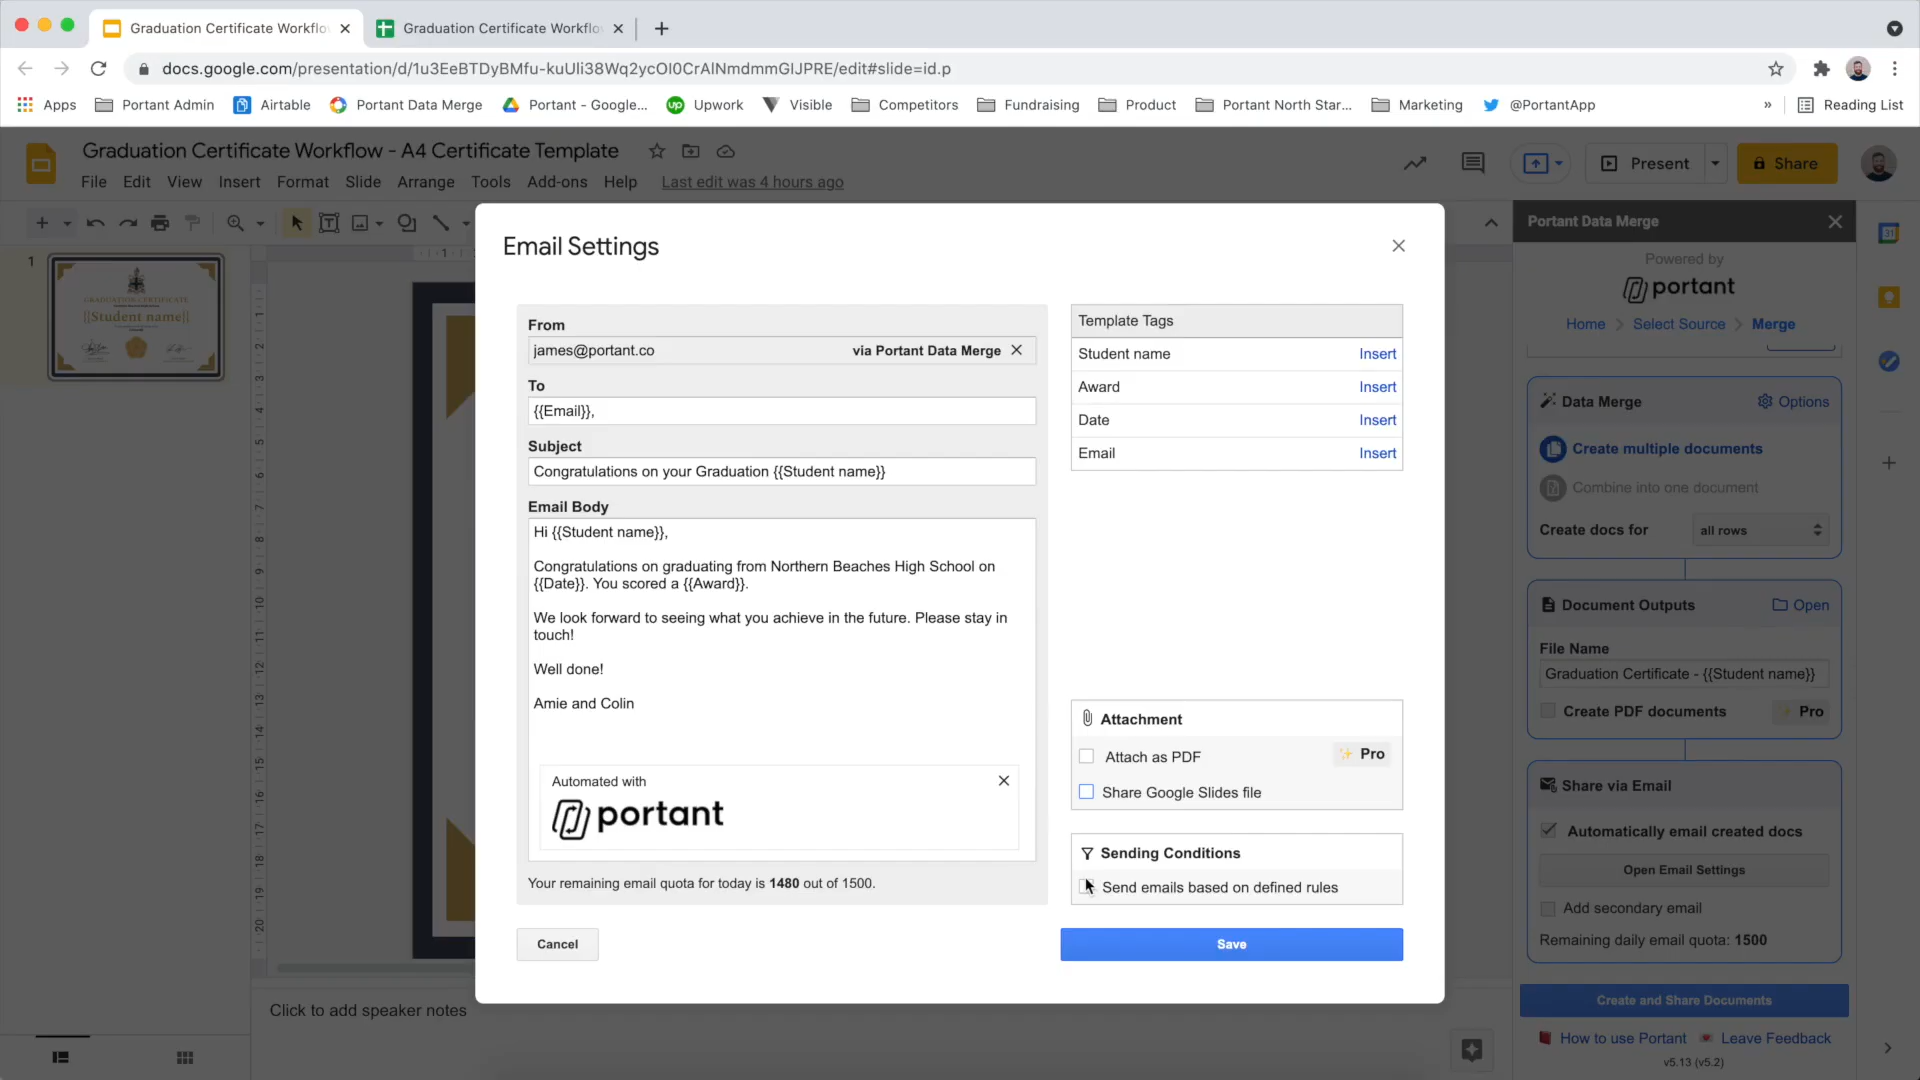 Graduation Certificate Workflo
Graduation Certificate Workflo
docs.google.com/presentation/d/1u3EeBTDyBMfu-kuUli38Wq2ycOI0CrAlNmdmmGIJPRE/edit#slide=id.p
Apps
Portant Admin
Airtable
Portant Data Merge
Portant - Google...
up
Upwork
Visible
Competitors
Fundraising
Product
Portant North Star...
Marketing
@PortantApp
»
Reading List
Graduation Certificate Workflow - A4 Certificate Template
File Edit View Insert Format Slide Arrange Tools Add-ons Help Last edit was 4 hours ago
Present
Share
1
GRADUATION CERTIFICATE
{{Student name}}
Email Settings
From
james@portant.co via Portant Data Merge
To
{{Email}},
Subject
Congratulations on your Graduation {{Student name}}
Email Body
Hi {{Student name}},
Congratulations on graduating from Northern Beaches High School on
{{Date}}. You scored a {{Award}}.
We look forward to seeing what you achieve in the future. Please stay in
touch!
Well done!
Amie and Colin
Automated with
portant
Your remaining email quota for today is 1480 out of 1500.
Cancel
Template Tags
Student name Insert
Award Insert
Date Insert
Email Insert
Attachment
Attach as PDF Pro
Share Google Slides file
Sending Conditions
Send emails based on defined rules
Save
Click to add speaker notes
Portant Data Merge
Powered by
portant
Home > Select Source > Merge
Data Merge Options
Create multiple documents
Combine into one document
Create docs for all rows
Document Outputs Open
File Name
Graduation Certificate - {{Student name}}
Create PDF documents Pro
Share via Email
Automatically email created docs
Open Email Settings
Add secondary email
Remaining daily email quota: 1500
Create and Share Documents
How to use Portant Leave Feedback
v5.13 (v5.2)
31